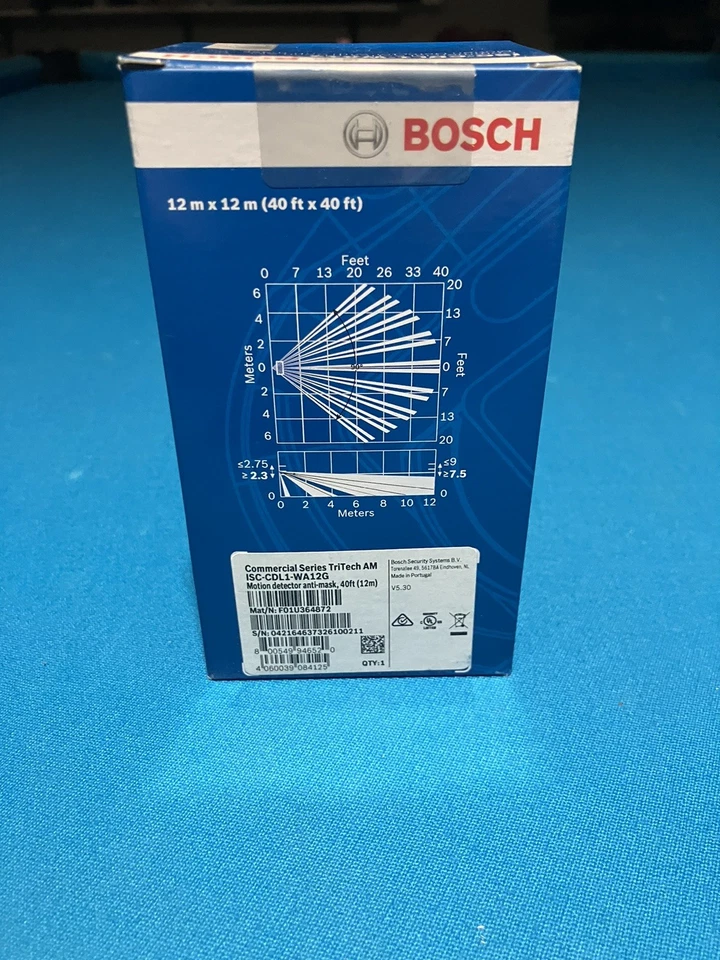 BOSCH
12 m x 12 m (40 ft x 40 ft)
Feet
0 7 13 20 26 33 40
6 20
4 13
2 7
Meters 0 90° 0 Feet
2 7
4 13
6 20
≤2.75 ≤9
≥2.3 ≥7.5
0 0
0 2 4 6 8 10 12
Meters
Commercial Series TriTech AM
ISC-CDL1-WA12G
Motion detector anti-mask, 40ft (12m)
Mat/N: F01U364872
S/N: 042164637326100211
8 00549 94652 0
4 060039 084125
QTY:1
Bosch Security Systems B.V.
Torenallee 49, 5617BA Eindhoven, NL
Made in Portugal
V5.30